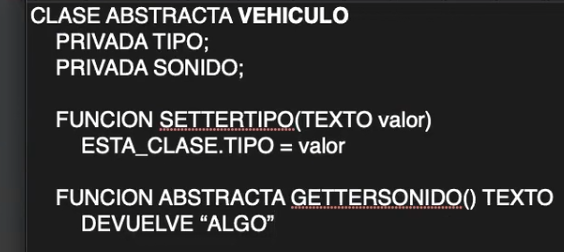 CLASE ABSTRACTA VEHICULO
PRIVADA TIPO;
PRIVADA SONIDO;
FUNCION SETTERTIPO(TEXTO valor)
ESTA_CLASE.TIPO = valor
FUNCION ABSTRACTA GETTERSONIDO() TEXTO
DEVUELVE “ALGO”